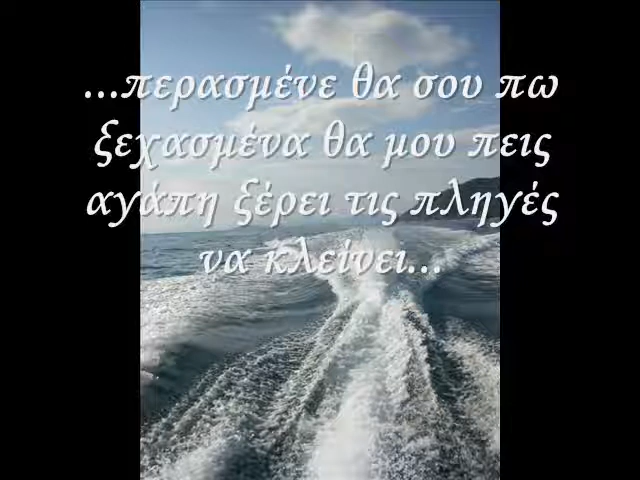 ...περασμένε θα σου πω
ξεχασμένα θα μου πεις
αγάπη ξέρει τις πληγές
να κλείνει...